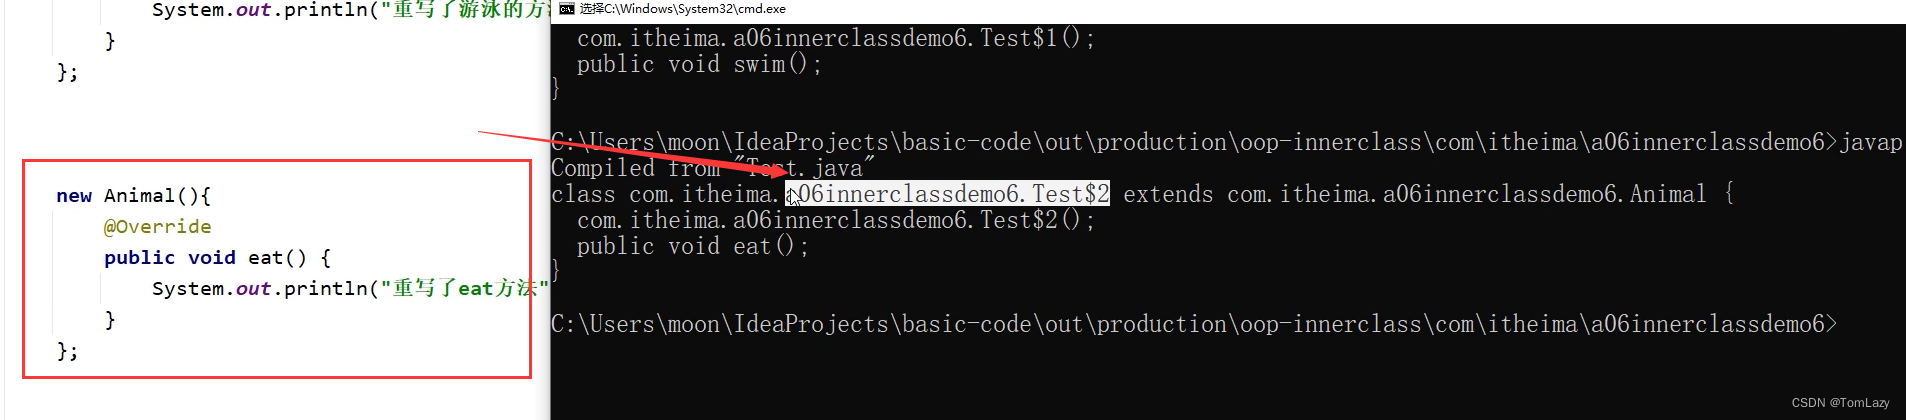 System.out.println("重写了游泳的方法
}
};
new Animal(){
@Override
public void eat() {
System.out.println("重写了eat方法"
}
};
选择C:\Windows\System32\cmd.exe
com.itheima.a06innerclassdemo6.Test$1();
public void swim();
}
C:\Users\moon\IdeaProjects\basic-code\out\production\oop-innerclass\com\itheima\a06innerclassdemo6>javap
Compiled from "Test.java"
class com.itheima.a06innerclassdemo6.Test$2 extends com.itheima.a06innerclassdemo6.Animal {
com.itheima.a06innerclassdemo6.Test$2();
public void eat();
}
C:\Users\moon\IdeaProjects\basic-code\out\production\oop-innerclass\com\itheima\a06innerclassdemo6>
CSDN @TomLazy